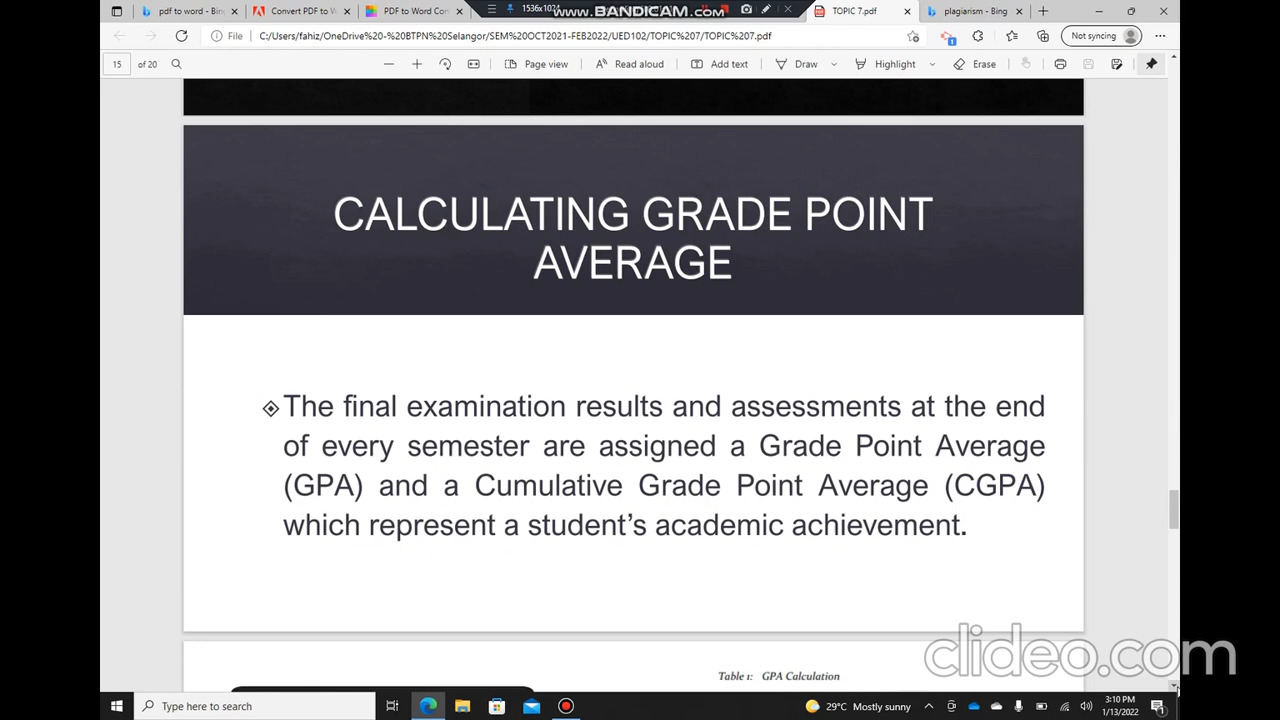 pdf to word - Bing
Convert PDF to W
PDF to Word Con
1536x102
www.BANDICAM.com
TOPIC 7.pdf
plagiarism - Bing
File
C:/Users/fahiz/OneDrive%20-%20BTPN%20Selangor/SEM%20OCT2021-FEB2022/UED102/TOPIC%207/TOPIC%207.pdf
Not syncing
15 of 20
Page view
Read aloud
Add text
Draw
Highlight
Erase
CALCULATING GRADE POINT
AVERAGE
The final examination results and assessments at the end
of every semester are assigned a Grade Point Average
(GPA) and a Cumulative Grade Point Average (CGPA)
which represent a student's academic achievement.
clideo.com
Table 1: GPA Calculation
Type here to search
29°C Mostly sunny
3:10 PM
1/13/2022